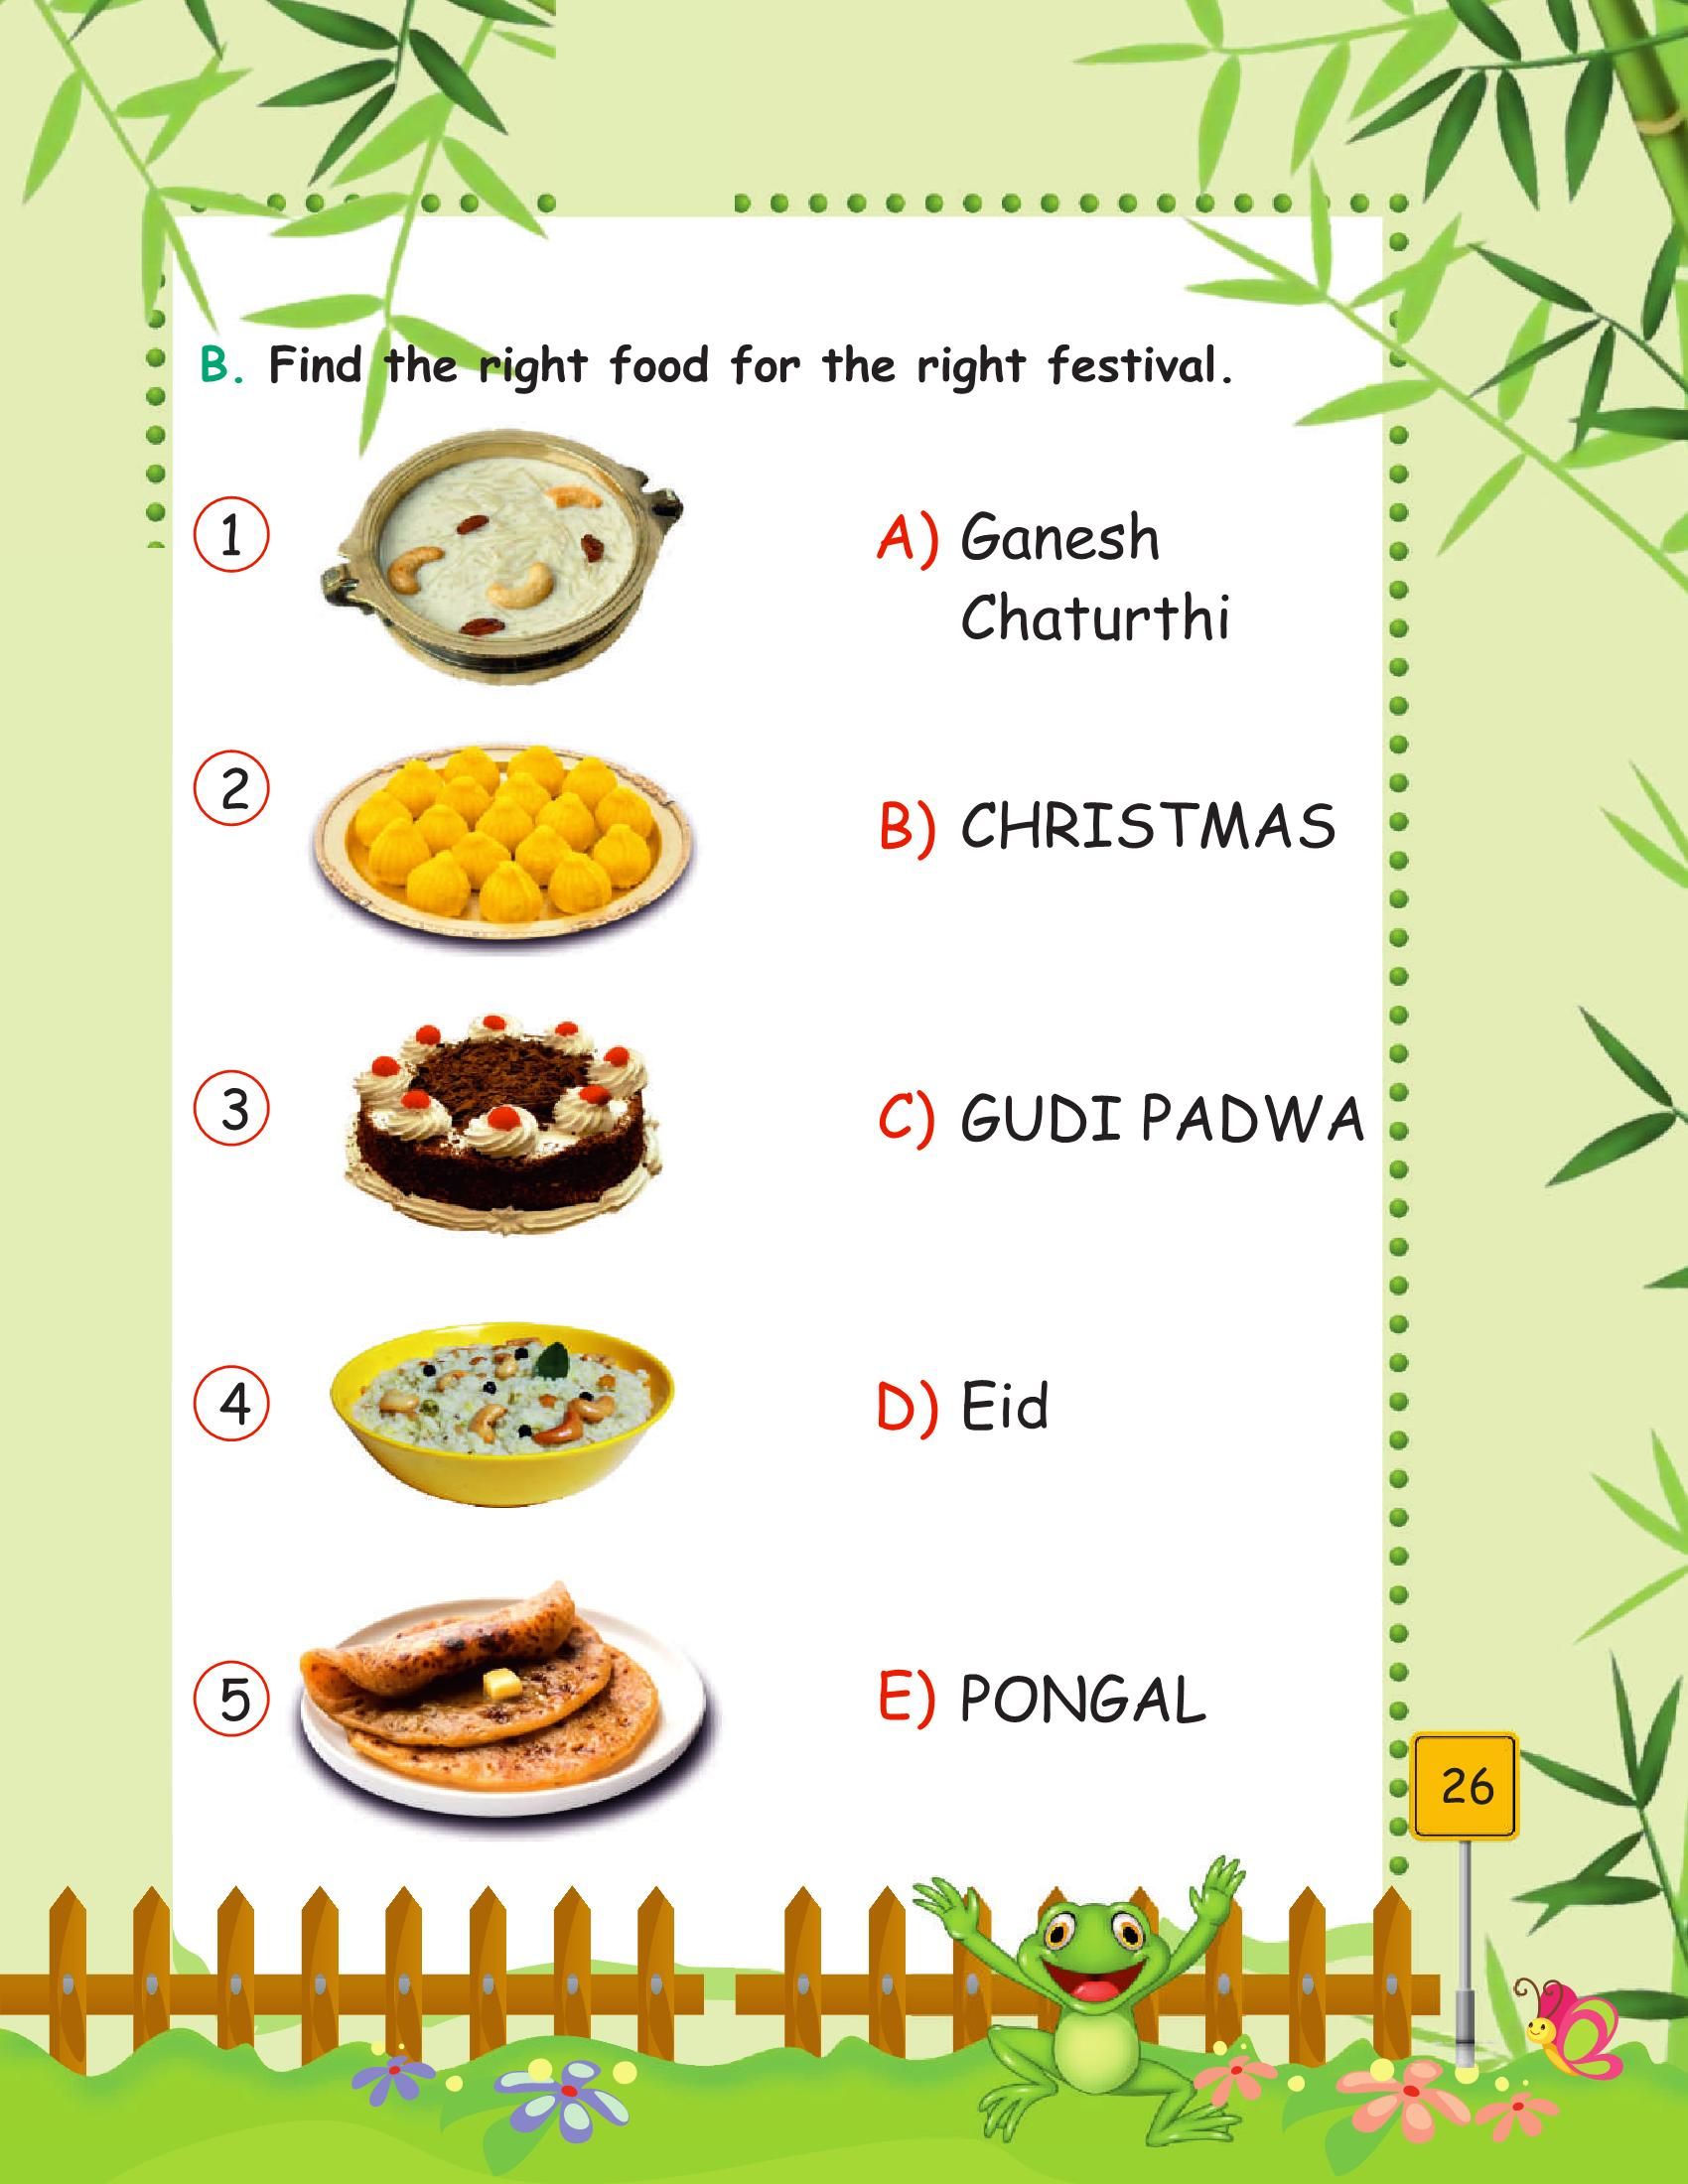 B. Find the right food for the right festival.
1
A) Ganesh
Chaturthi
2
B) CHRISTMAS
3
C) GUDI PADWA
4
D) Eid
5
E) PONGAL
26